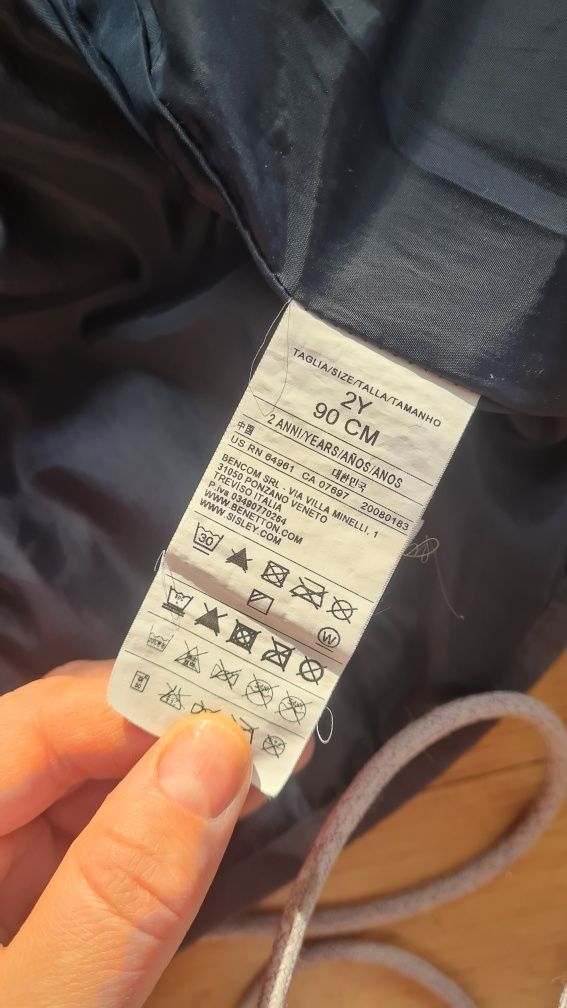 TAGLIA/SIZE/TALLA/TAMANHO
2Y
90 CM
2 ANNI/YEARS/AÑOS/ANOS
中国 대한민국
US RN 64961 CA 07697 20080183
BENCOM SRL - VIA VILLA MINELLI, 1
31050 PONZANO VENETO
TREVISO ITALIA
P.iva 03490770264
WWW.BENETTON.COM
WWW.SISLEY.COM
30
W